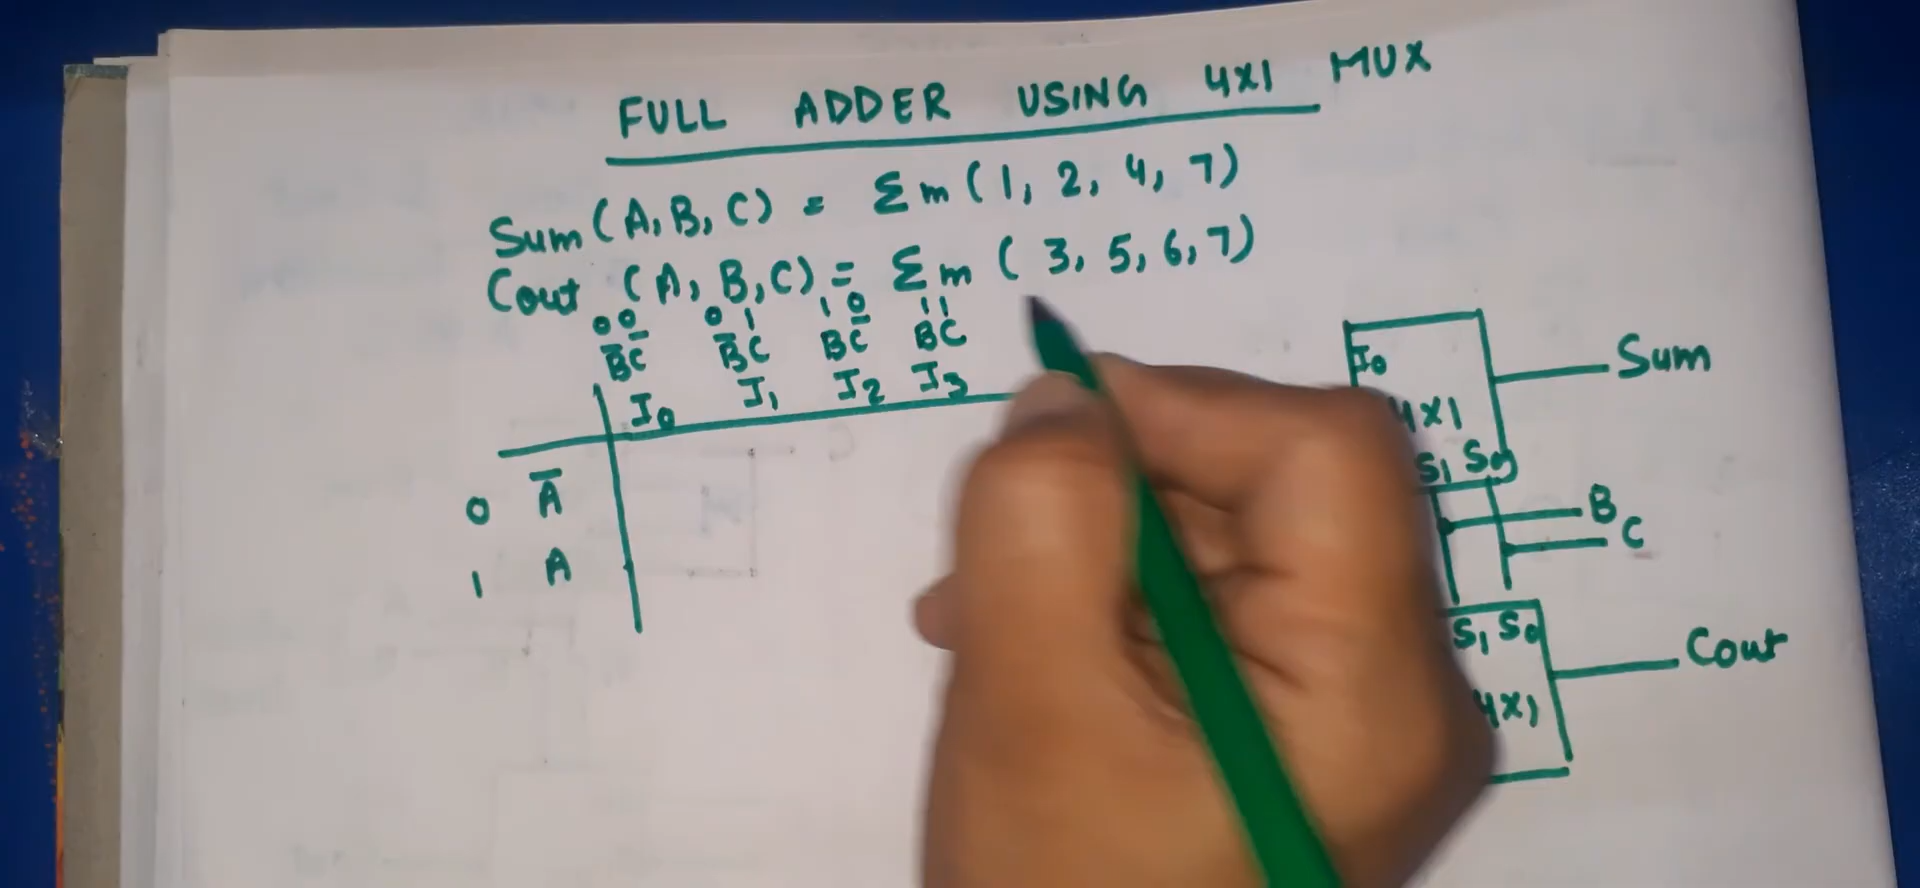 FULL ADDER USING 4x1 MUX
Sum (A, B, C) = Σm (1, 2, 4, 7)
Cout (A, B, C) = Σm (3, 5, 6, 7)
00 01 10 11
B̅C̅ B̅C BC̅ BC
I0 I1 I2 I3
0 A̅
1 A
I0
Sum
4x1
S1 S0
B
C
S1 S0
Cout
4x1